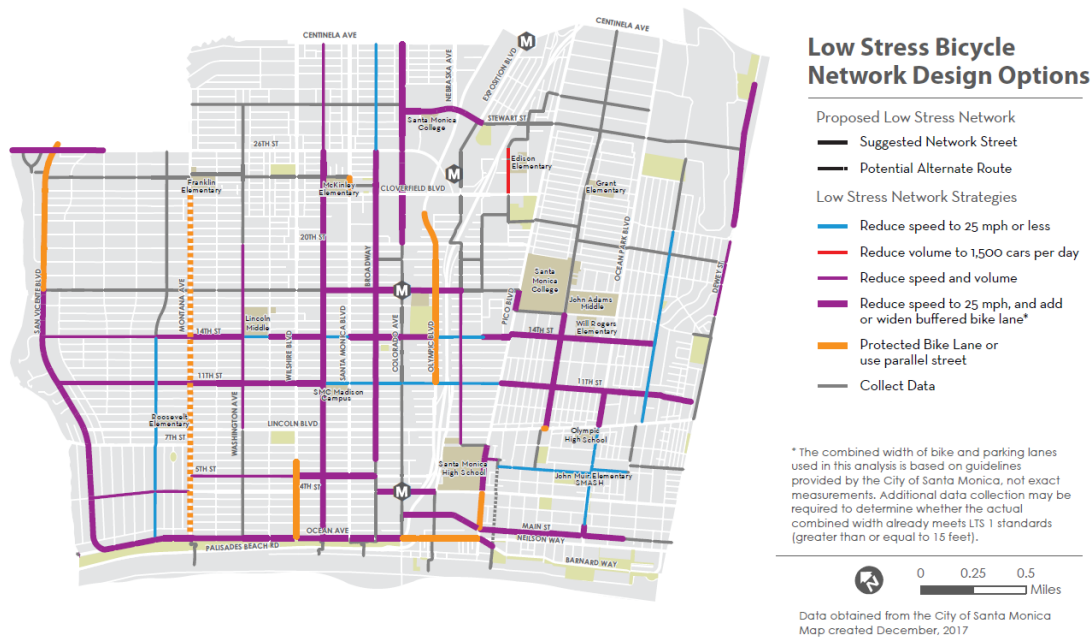 CENTINELA AVE
CENTINELA AVE
M
NEBRASKA AVE
EXPOSITION BLVD
Santa Monica
College
STEWART ST
26TH ST
Edison
Elementary
M
Franklin
Elementary
McKinley
Elementary
CLOVERFIELD BLVD
Grant
Elementary
20TH ST
BROADWAY
OCEAN PARK BLVD
SAN VICENTE BLVD
MONTANA AVE
Santa
Monica
College
DEWEY ST
M
PICO BLVD
John Adams
Middle
Lincoln
Middle
WILSHIRE BLVD
SANTA MONICA BLVD
COLORADO AVE
OLYMPIC BLVD
Will Rogers
Elementary
14TH ST
14TH ST
11TH ST
11TH ST
SMC Madison
Campus
WASHINGTON AVE
Roosevelt
Elementary
LINCOLN BLVD
7TH ST
Olympic
High School
Santa Monica
High School
5TH ST
John Muir Elementary
SMASH
4TH ST
M
OCEAN AVE
MAIN ST
NEILSON WAY
PALISADES BEACH RD
BARNARD WAY
Low Stress Bicycle
Network Design Options
Proposed Low Stress Network
Suggested Network Street
Potential Alternate Route
Low Stress Network Strategies
Reduce speed to 25 mph or less
Reduce volume to 1,500 cars per day
Reduce speed and volume
Reduce speed to 25 mph, and add
or widen buffered bike lane*
Protected Bike Lane or
use parallel street
Collect Data
* The combined width of bike and parking lanes
used in this analysis is based on guidelines
provided by the City of Santa Monica, not exact
measurements. Additional data collection may be
required to determine whether the actual
combined width already meets LTS 1 standards
(greater than or equal to 15 feet).
0 0.25 0.5
Miles
Data obtained from the City of Santa Monica
Map created December, 2017